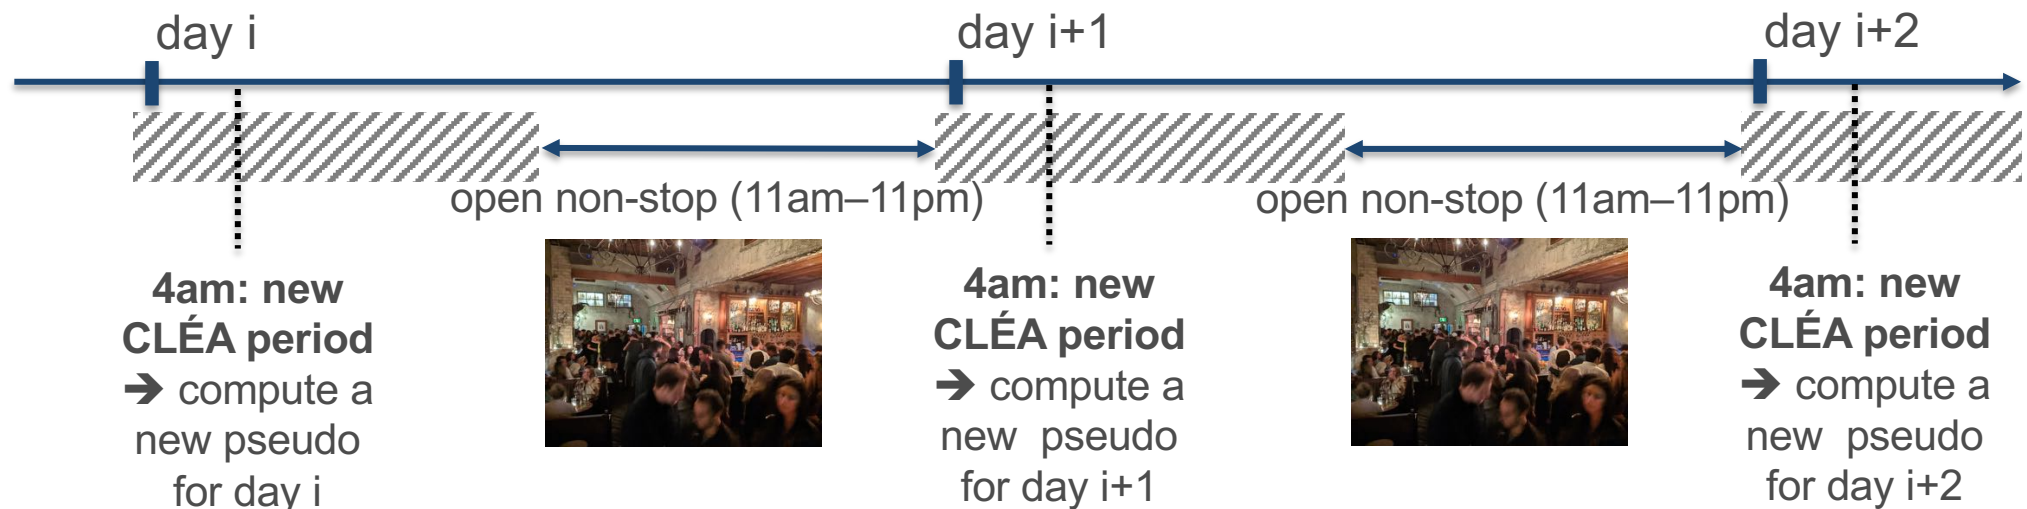 day i
day i+1
day i+2
open non-stop (11am–11pm)
open non-stop (11am–11pm)
4am: new
CLÉA period
➔ compute a
new pseudo
for day i
4am: new
CLÉA period
➔ compute a
new pseudo
for day i+1
4am: new
CLÉA period
➔ compute a
new pseudo
for day i+2